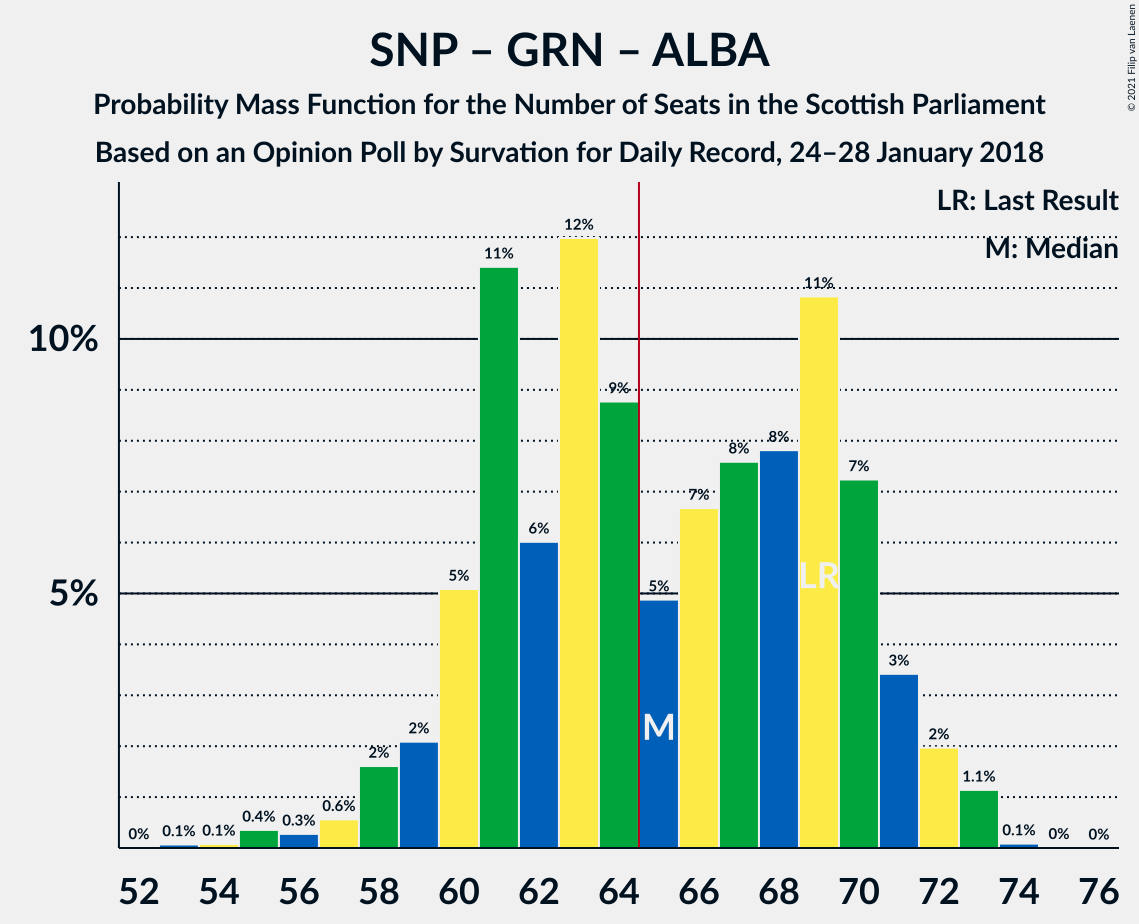 SNP – GRN – ALBA
Probability Mass Function for the Number of Seats in the Scottish Parliament
Based on an Opinion Poll by Survation for Daily Record, 24–28 January 2018
© 2021 Filip van Laenen
LR: Last Result
M: Median
10%
5%
0% 0.1% 0.1% 0.4% 0.3% 0.6% 2% 2% 5% 11% 6% 12% 9% 5% 7% 8% 8% 11% 7% 3% 2% 1.1% 0.1% 0% 0%
LR
M
52 54 56 58 60 62 64 66 68 70 72 74 76